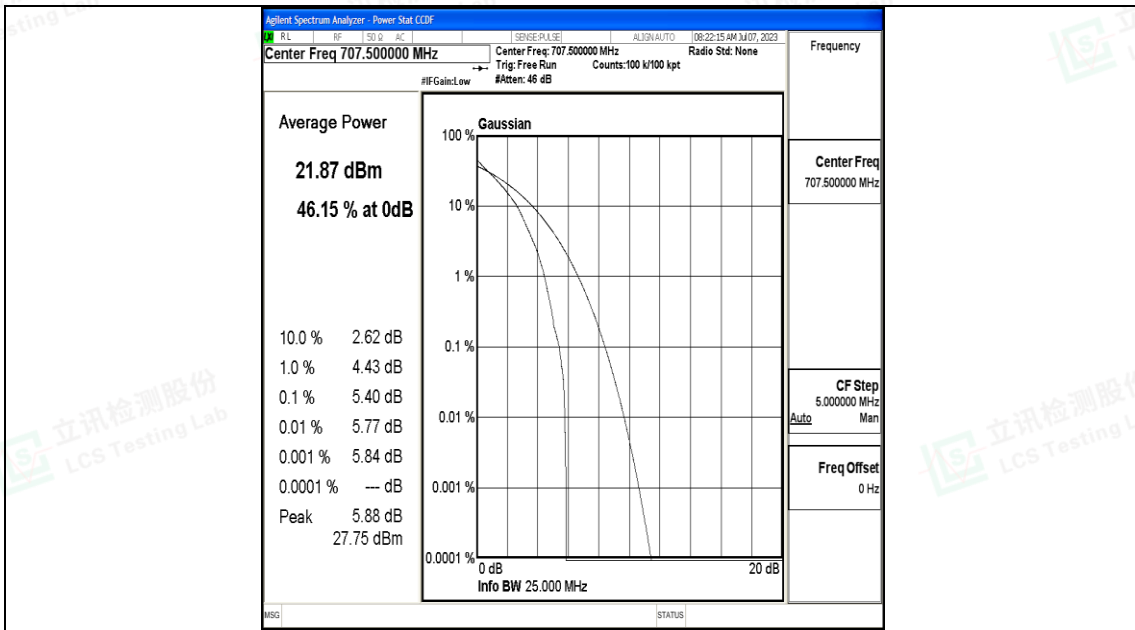 Agilent Spectrum Analyzer - Power Stat CCDF
LXI RL RF 50 Ω AC SENSE:PULSE ALIGN AUTO 08:22:15 AM Jul 07, 2023
Center Freq 707.500000 MHz
Center Freq: 707.500000 MHz Radio Std: None
Trig: Free Run Counts:100 k/100 kpt
#IFGain:Low #Atten: 46 dB
Frequency
Average Power
21.87 dBm
46.15 % at 0dB
10.0 % 2.62 dB
1.0 % 4.43 dB
0.1 % 5.40 dB
0.01 % 5.77 dB
0.001 % 5.84 dB
0.0001 % --- dB
Peak 5.88 dB
27.75 dBm
Gaussian
100 %
10 %
1 %
0.1 %
0.01 %
0.001 %
0.0001 %
0 dB 20 dB
Info BW 25.000 MHz
Center Freq
707.500000 MHz
CF Step
5.000000 MHz
Auto Man
Freq Offset
0 Hz
MSG STATUS
立讯检测股份
LCS Testing Lab
立讯检测股份
LCS Testing L